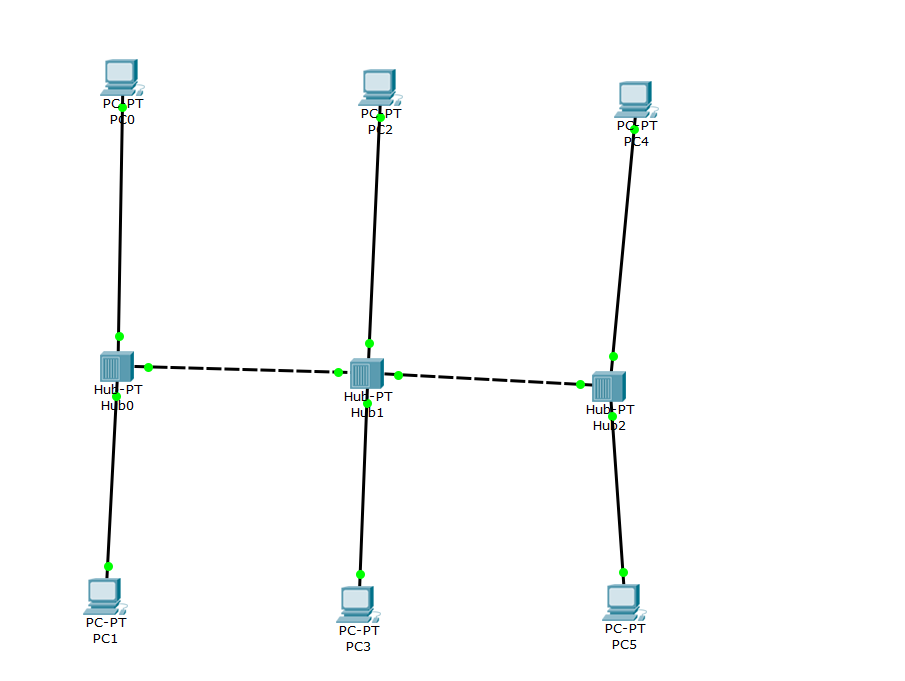 PC-PT
PC0
PC-PT
PC2
PC-PT
PC4
Hub-PT
Hub0
Hub-PT
Hub1
Hub-PT
Hub2
PC-PT
PC1
PC-PT
PC3
PC-PT
PC5